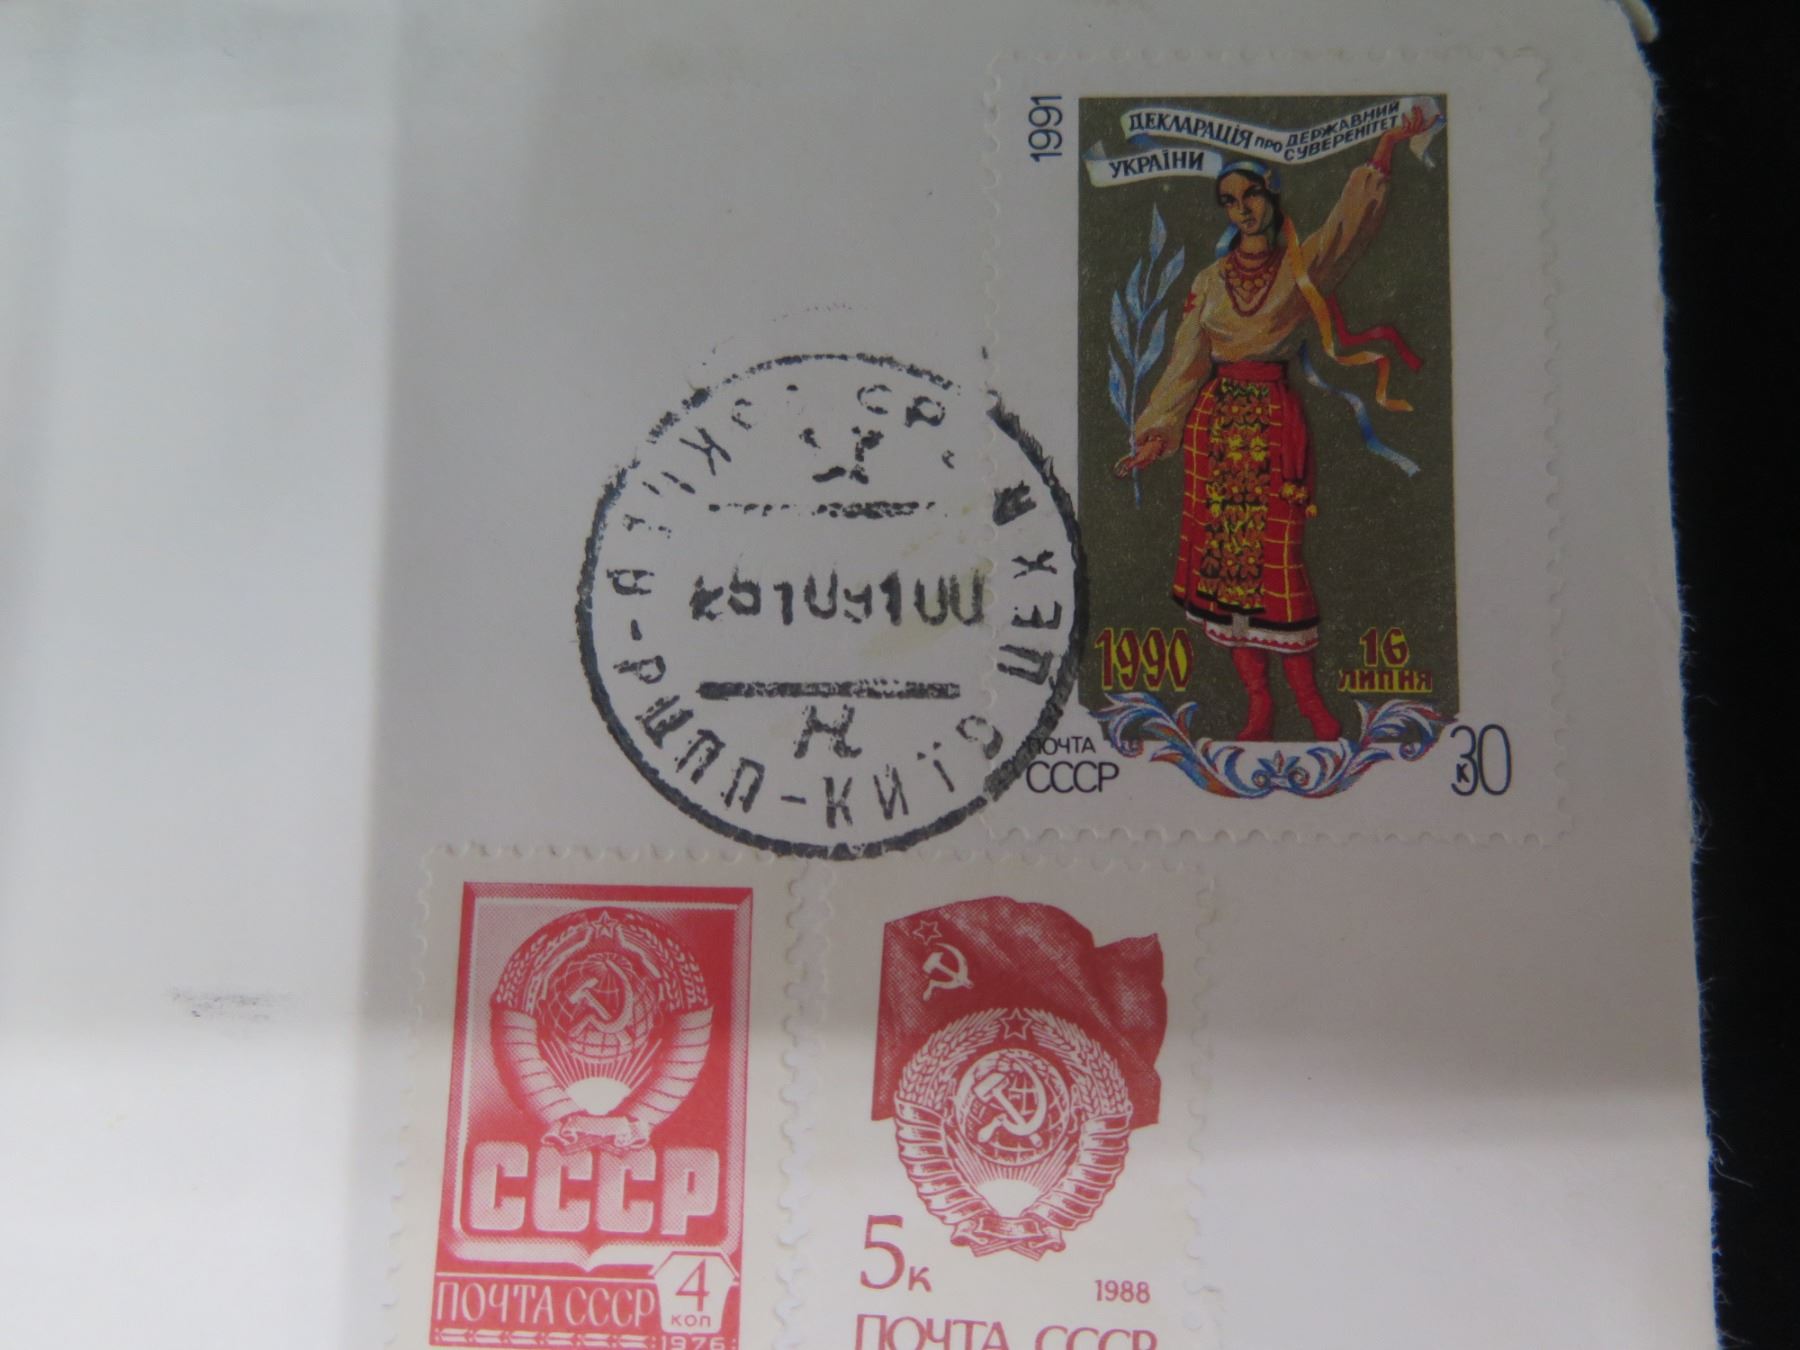 1991
ДЕКЛАРАЦІЯ ПРО ДЕРЖАВНИЙ СУВЕРЕНІТЕТ
УКРАЇНИ
1990
16
ЛИПНЯ
ПОЧТА
СССР
30
к
СССР
ПОЧТА СССР
4
коп
1976
5к
1988
ПОЧТА СССР